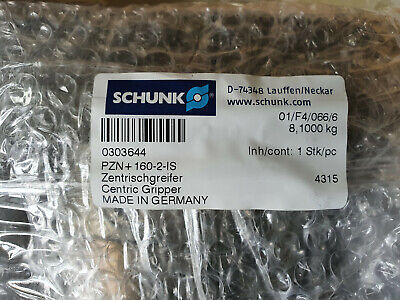 SCHUNK
D-74348 Lauffen/Neckar
www.schunk.com
01/F4/066/6
8,1000 kg
0303644
Inh/cont: 1 Stk/pc
PZN+160-2-IS
Zentrischgreifer 4315
Centric Gripper
MADE IN GERMANY